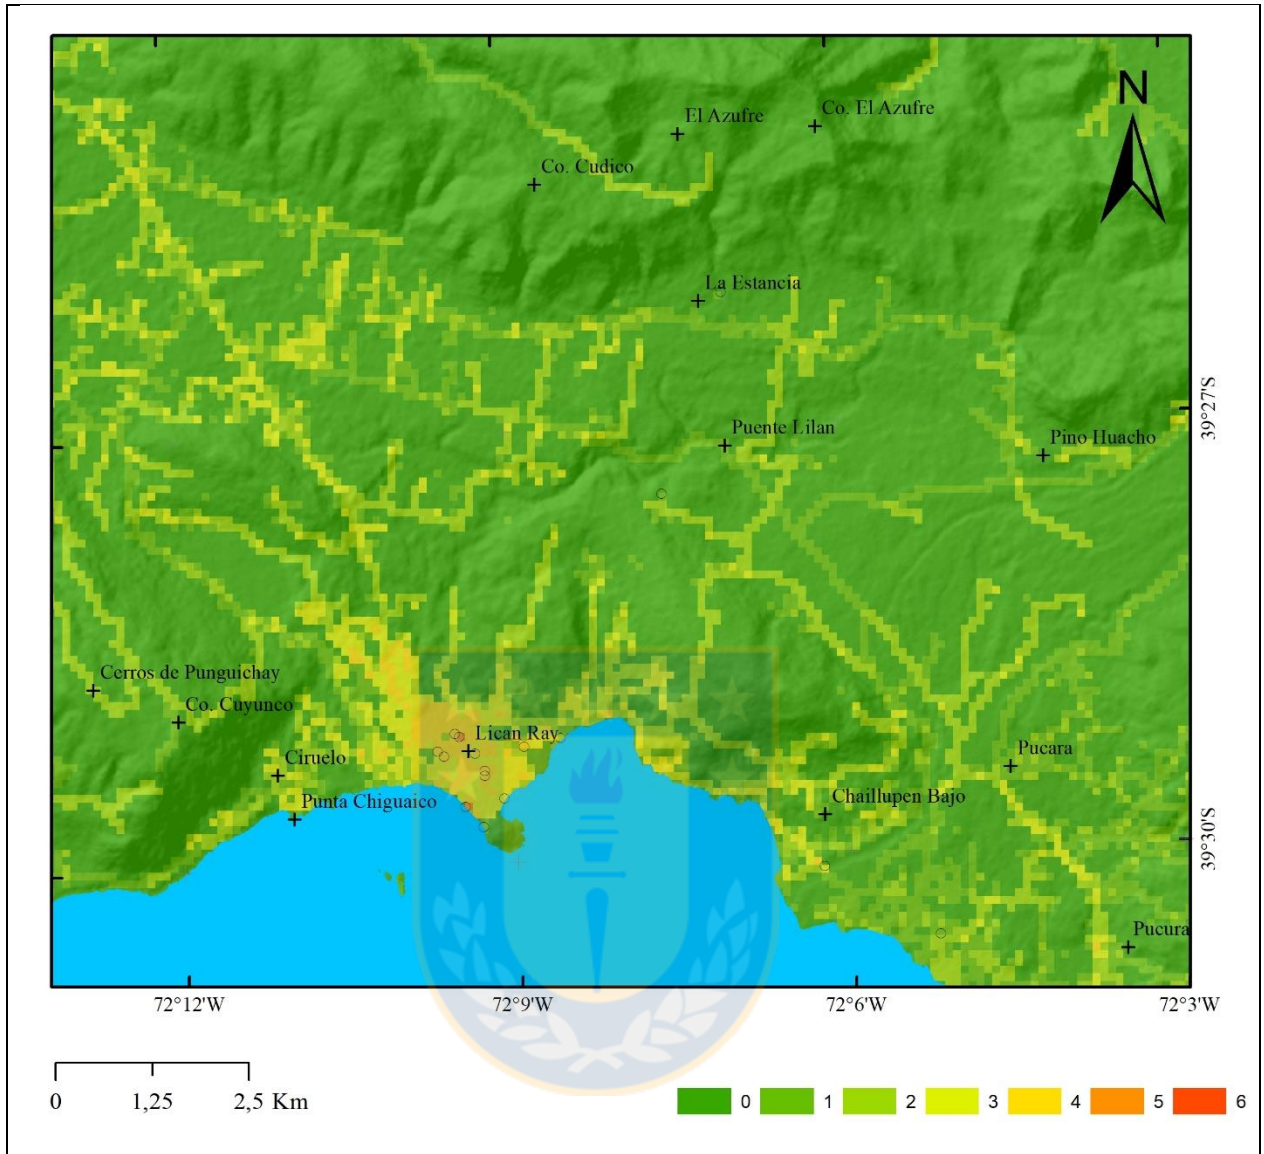 N
El Azufre
Co. El Azufre
Co. Cudico
La Estancia
39°27'S
Puente Lilan
Pino Huacho
Cerros de Punguichay
Co. Cuyunco
Lican Ray
Ciruelo
Pucara
Punta Chiguaico
Chaillupen Bajo
39°30'S
Pucura
72°12'W 72°9'W 72°6'W 72°3'W
0 1,25 2,5 Km
0 1 2 3 4 5 6